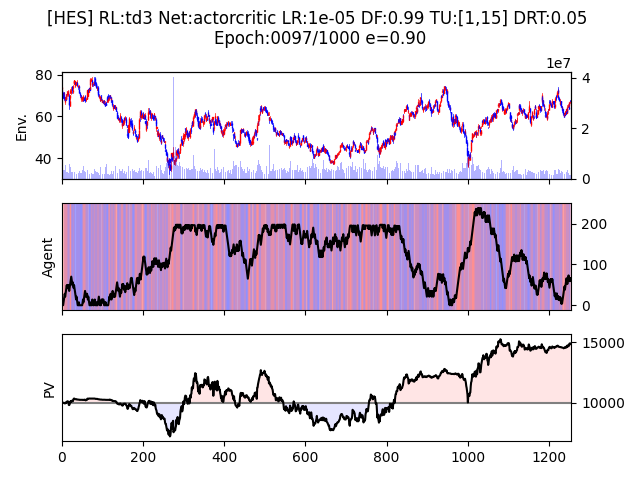 [HES] RL:td3 Net:actorcritic LR:1e-05 DF:0.99 TU:[1,15] DRT:0.05
Epoch:0097/1000 e=0.90
1e7
80
60
40
Env.
4
2
0
Agent
200
100
0
PV
15000
10000
0 200 400 600 800 1000 1200